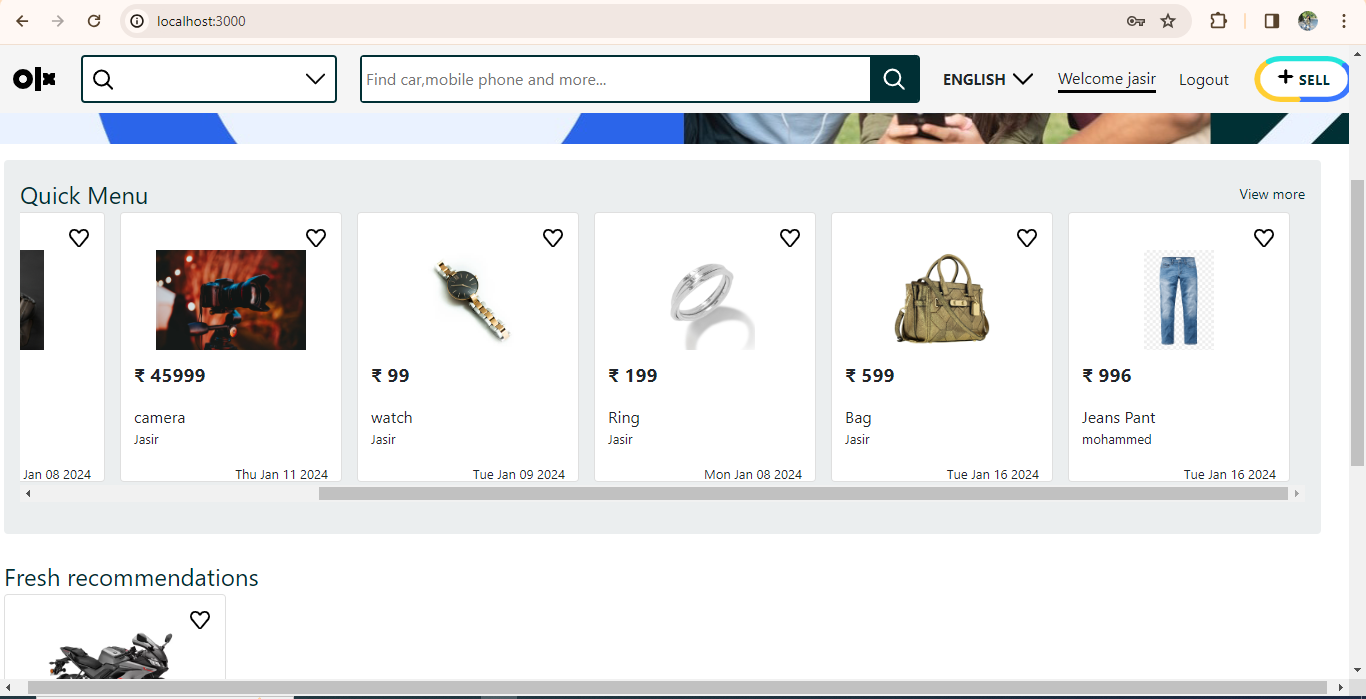 localhost:3000
olx
Find car,mobile phone and more...
ENGLISH
Welcome jasir
Logout
+ SELL
Quick Menu
View more
Jan 08 2024
₹ 45999
camera
Jasir
Thu Jan 11 2024
₹ 99
watch
Jasir
Tue Jan 09 2024
₹ 199
Ring
Jasir
Mon Jan 08 2024
₹ 599
Bag
Jasir
Tue Jan 16 2024
₹ 996
Jeans Pant
mohammed
Tue Jan 16 2024
Fresh recommendations